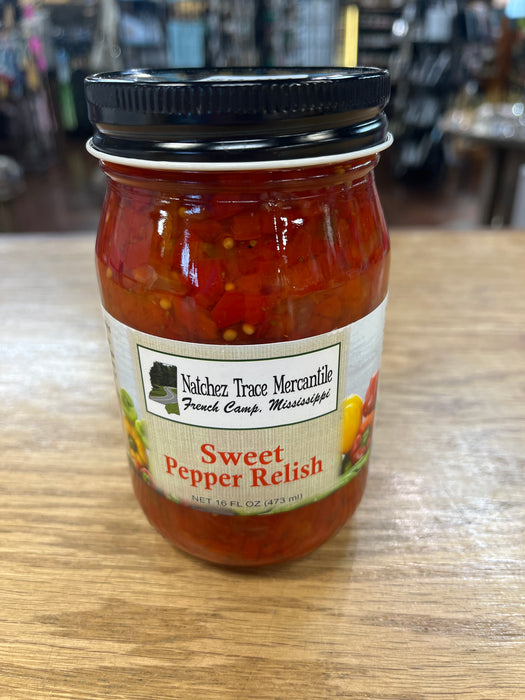 Natchez Trace Mercantile
French Camp, Mississippi
Sweet
Pepper Relish
NET 16 FL OZ (473 ml)